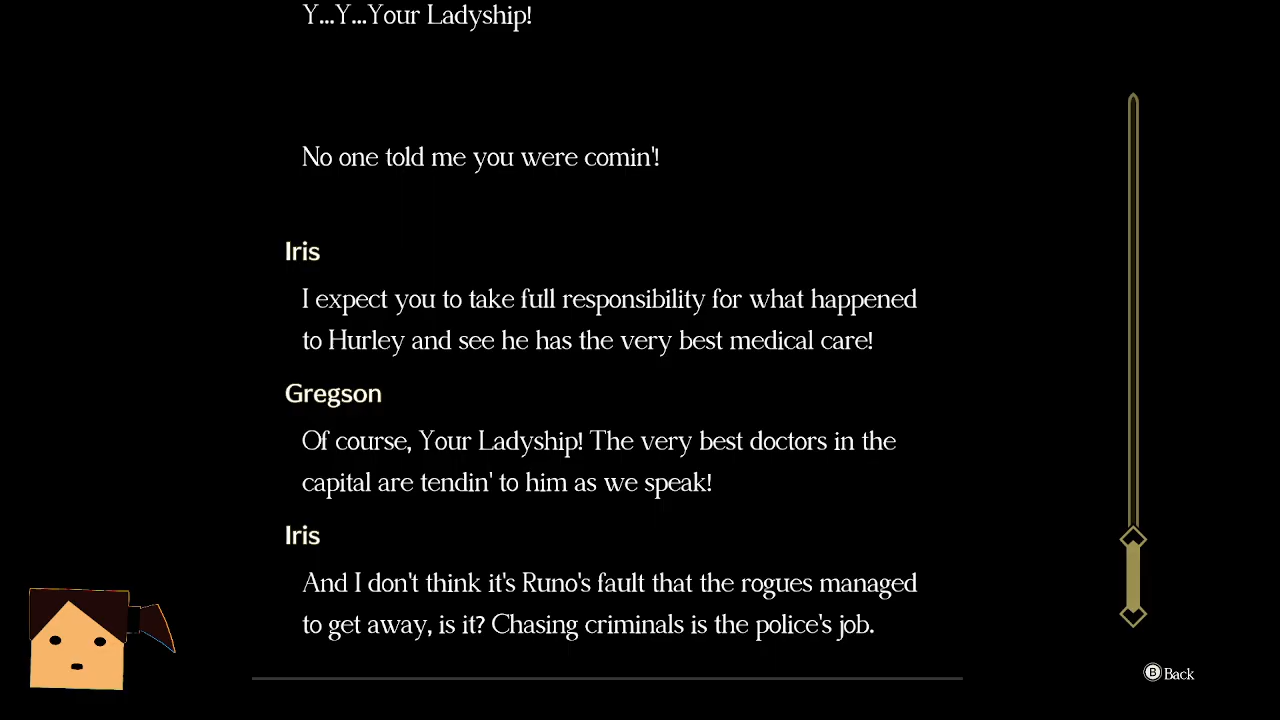 Y...Y...Your Ladyship!
No one told me you were comin'!
Iris
I expect you to take full responsibility for what happened
to Hurley and see he has the very best medical care!
Gregson
Of course, Your Ladyship! The very best doctors in the
capital are tendin' to him as we speak!
Iris
And I don't think it's Runo's fault that the rogues managed
to get away, is it? Chasing criminals is the police's job.
B Back